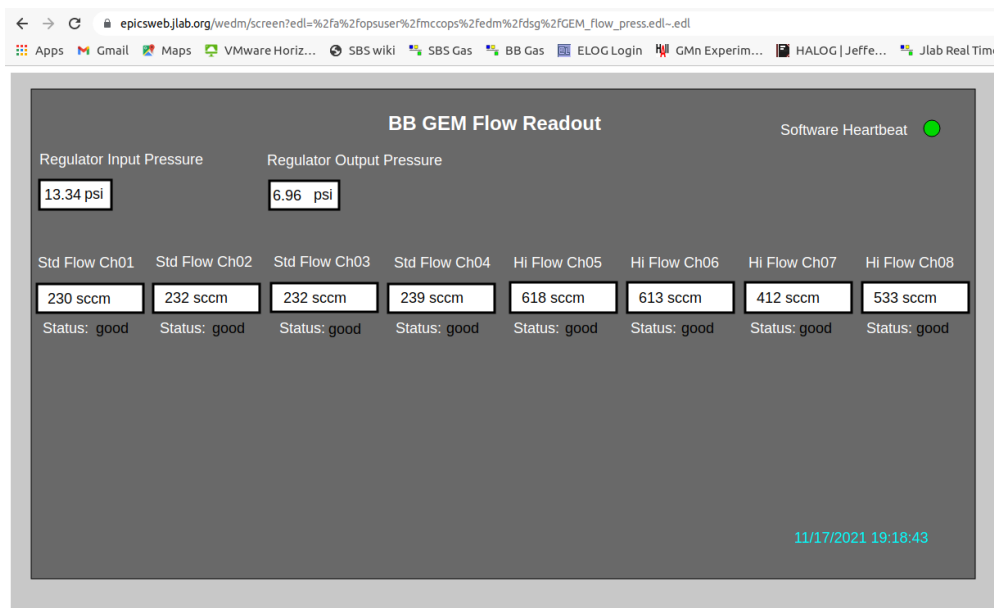 epicsweb.jlab.org/wedm/screen?edl=%2fa%2fopsuser%2fmccops%2fedm%2fdsg%2fGEM_flow_press.edl~.edl
Apps Gmail Maps VMware Horiz... SBS wiki SBS Gas BB Gas ELOG Login GMn Experim... HALOG | Jeffe... Jlab Real Time
BB GEM Flow Readout
Software Heartbeat
Regulator Input Pressure Regulator Output Pressure
13.34 psi 6.96 psi
Std Flow Ch01 Std Flow Ch02 Std Flow Ch03 Std Flow Ch04 Hi Flow Ch05 Hi Flow Ch06 Hi Flow Ch07 Hi Flow Ch08
230 sccm 232 sccm 232 sccm 239 sccm 618 sccm 613 sccm 412 sccm 533 sccm
Status: good Status: good Status: good Status: good Status: good Status: good Status: good Status: good
11/17/2021 19:18:43